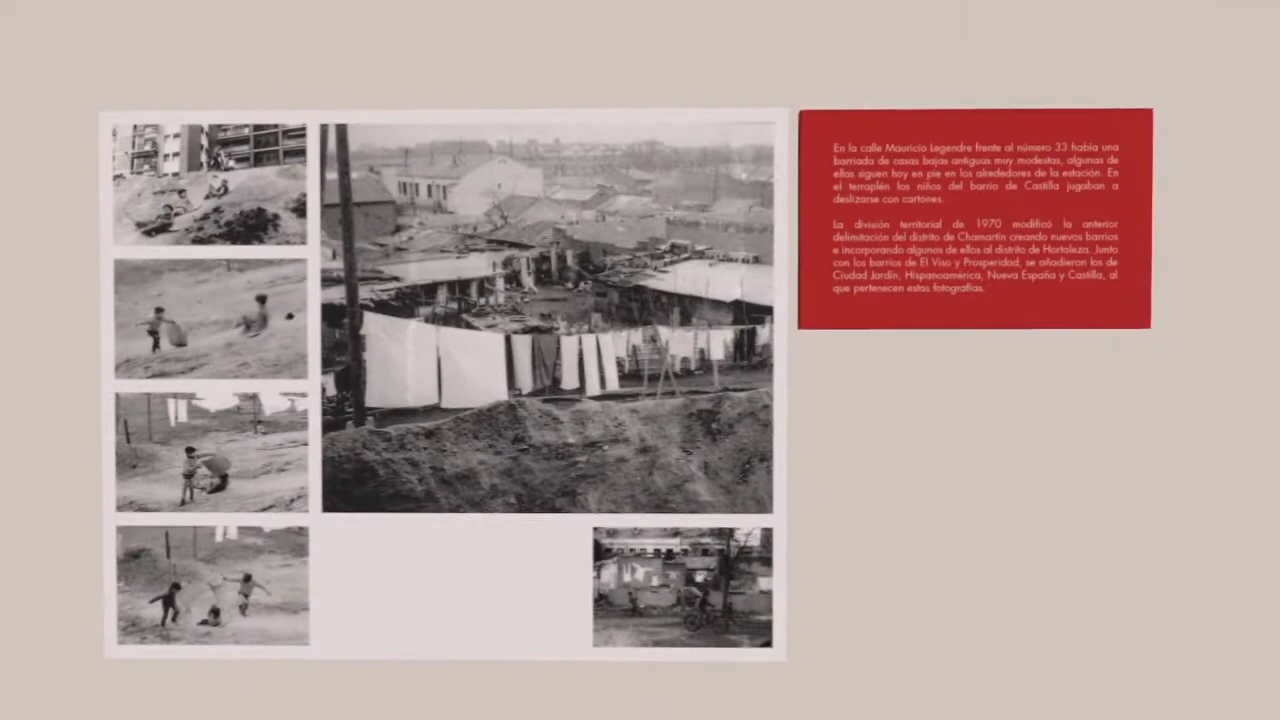 En la calle Mauricio Legendre frente al número 33 había una
barriada de casas bajas antiguas muy modestas, algunas de
ellas siguen hoy en pie en los alrededores de la estación. En
el terraplén los niños del barrio de Castilla jugaban a
deslizarse con cartones.
La división territorial de 1970 modificó la anterior
delimitación del distrito de Chamartín creando nuevos barrios
e incorporando algunos de ellos al distrito de Hortaleza. Junto
con los barrios de El Viso y Prosperidad, se añadieron los de
Ciudad Jardín, Hispanoamérica, Nueva España y Castilla, al
que pertenecen estas fotografías.